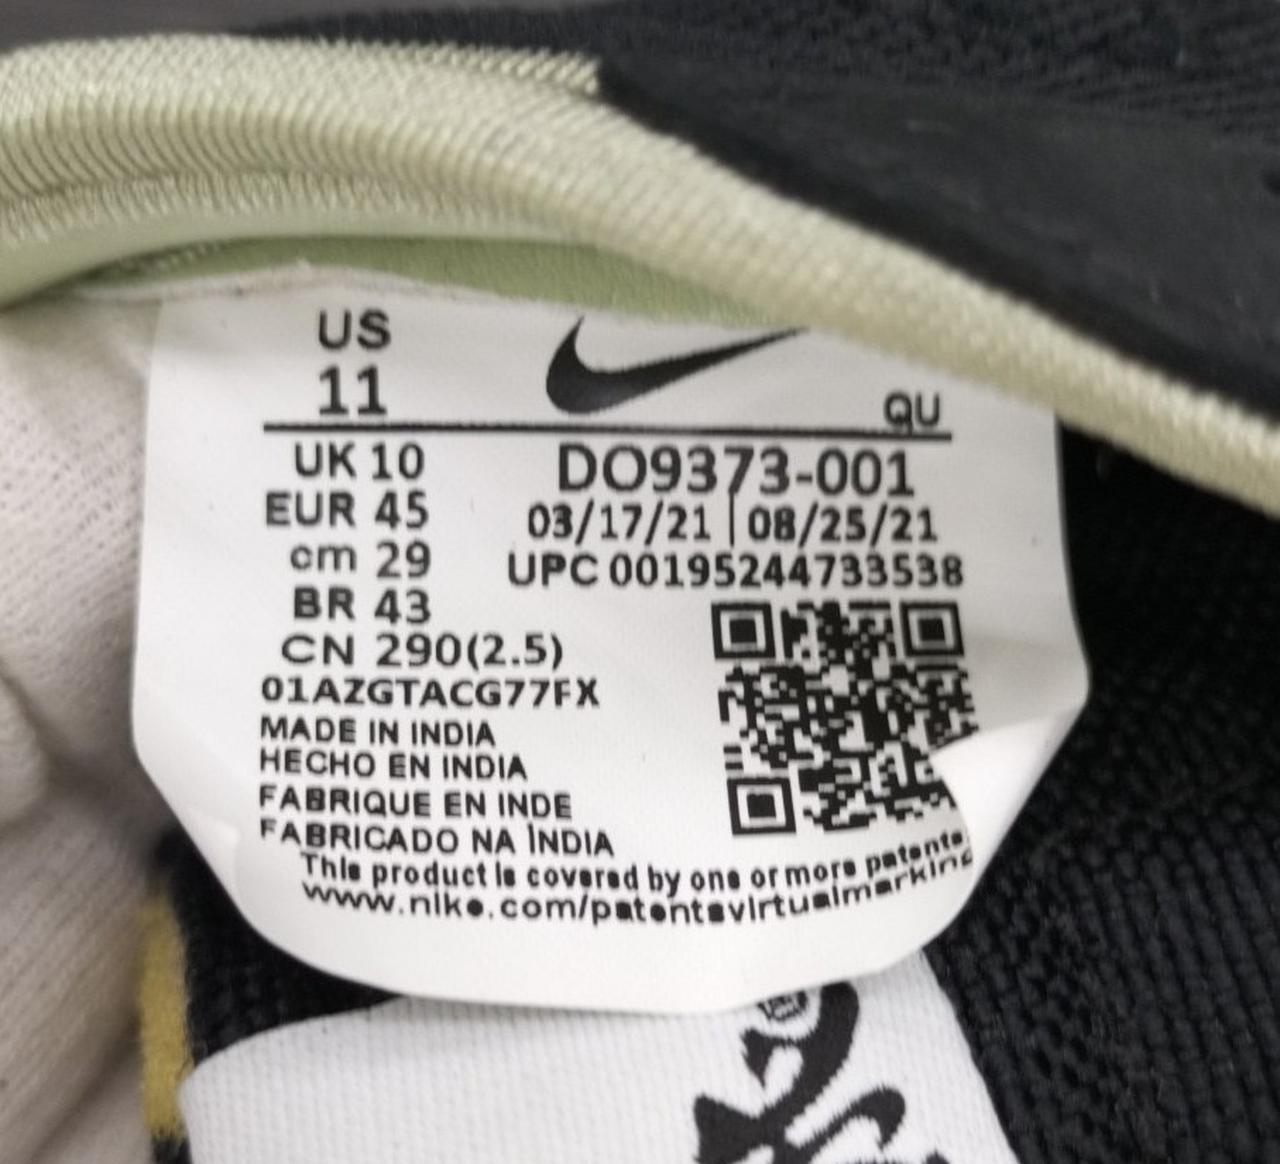 US
11
QU
UK 10
EUR 45
cm 29
BR 43
CN 290(2.5)
DO9373-001
03/17/21 | 08/25/21
UPC 00195244733538
01AZGTACG77FX
MADE IN INDIA
HECHO EN INDIA
FABRIQUE EN INDE
FABRICADO NA ÍNDIA
This product is covered by one or more patents
www.nike.com/patentsvirtualmarking